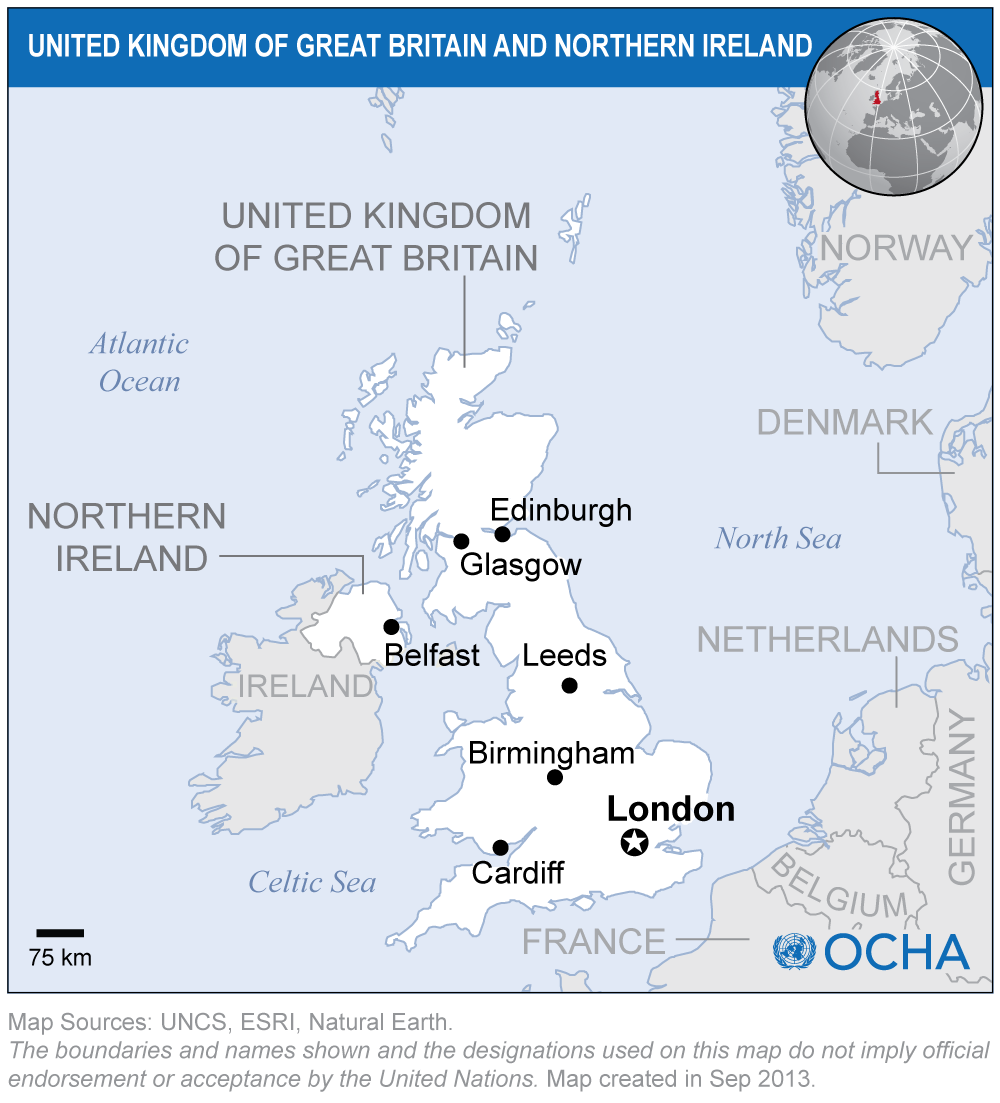 UNITED KINGDOM OF GREAT BRITAIN AND NORTHERN IRELAND
UNITED KINGDOM
OF GREAT BRITAIN
NORWAY
Atlantic
Ocean
DENMARK
NORTHERN
IRELAND
Edinburgh
North Sea
Glasgow
NETHERLANDS
Belfast
Leeds
IRELAND
GERMANY
Birmingham
London
Cardiff
Celtic Sea
BELGIUM
FRANCE
OCHA
75 km
Map Sources: UNCS, ESRI, Natural Earth.
The boundaries and names shown and the designations used on this map do not imply official
endorsement or acceptance by the United Nations. Map created in Sep 2013.